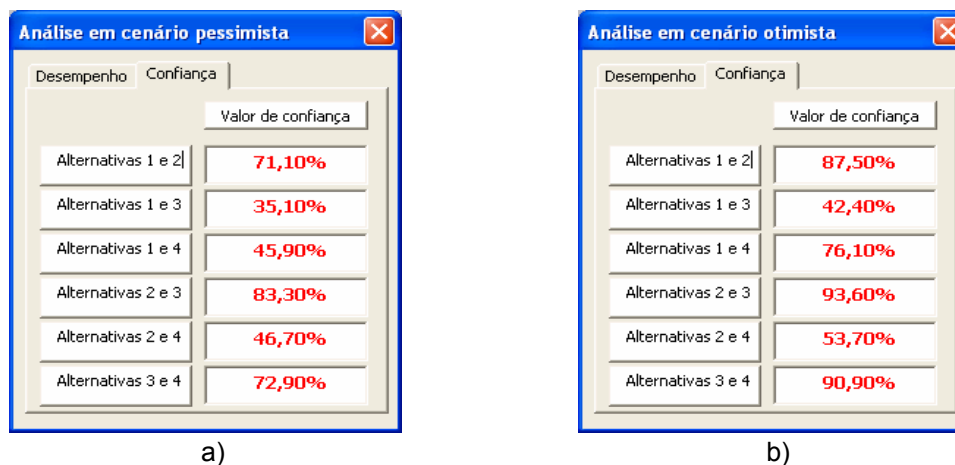 Análise em cenário pessimista
Desempenho Confiança
Valor de confiança
Alternativas 1 e 2 71,10%
Alternativas 1 e 3 35,10%
Alternativas 1 e 4 45,90%
Alternativas 2 e 3 83,30%
Alternativas 2 e 4 46,70%
Alternativas 3 e 4 72,90%
a)
Análise em cenário otimista
Desempenho Confiança
Valor de confiança
Alternativas 1 e 2 87,50%
Alternativas 1 e 3 42,40%
Alternativas 1 e 4 76,10%
Alternativas 2 e 3 93,60%
Alternativas 2 e 4 53,70%
Alternativas 3 e 4 90,90%
b)